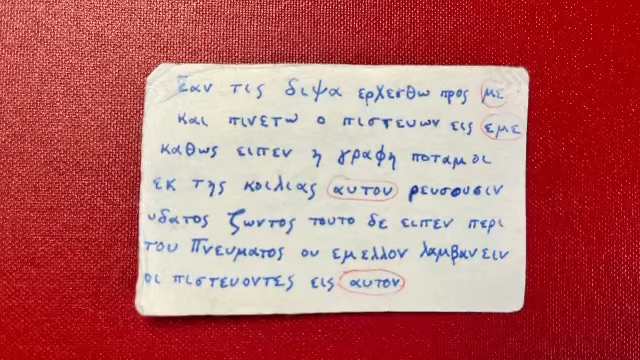 Εαν τις διψα ερχεσθω προς με
και πινετω ο πιστευων εις εμε
καθως ειπεν η γραφη ποταμοι
εκ της κοιλιας αυτον ρευσουσιν
υδατος ζωντος τουτο δε ειπεν περι
του Πνευματος ου εμελλον λαμβανειν
οι πιστευοντες εις αυτον